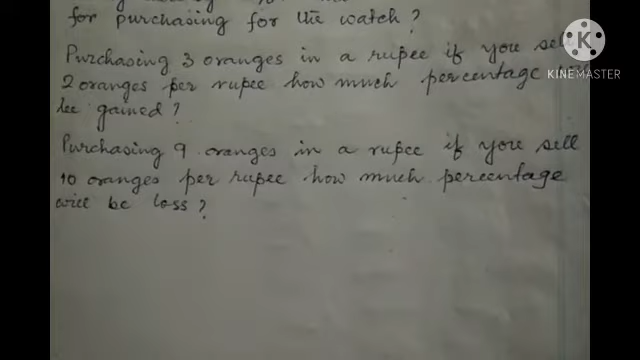 for purchasing for the watch?
Purchasing 3 oranges in a rupee if you sell
2 oranges per rupee how much percentage will
be gained?
Purchasing 9 oranges in a rupee if you sell
10 oranges per rupee how much percentage
will be loss?
K
KINEMASTER